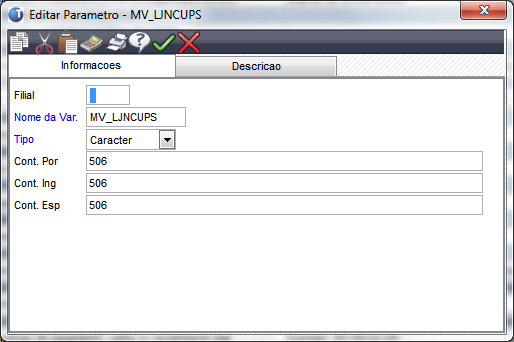 Editar Parametro - MV_LJNCUPS
Informacoes Descricao
Filial
Nome da Var. MV_LJNCUPS
Tipo Caracter
Cont. Por 506
Cont. Ing 506
Cont. Esp 506